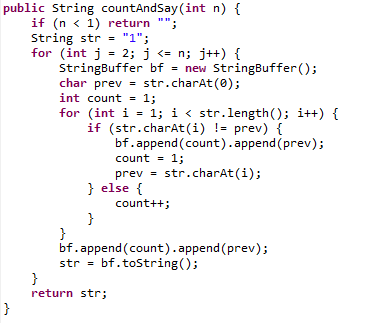 public String countAndSay(int n) {
    if (n < 1) return "";
    String str = "1";
    for (int j = 2; j <= n; j++) {
        StringBuffer bf = new StringBuffer();
        char prev = str.charAt(0);
        int count = 1;
        for (int i = 1; i < str.length(); i++) {
            if (str.charAt(i) != prev) {
                bf.append(count).append(prev);
                count = 1;
                prev = str.charAt(i);
            } else {
                count++;
            }
        }
        bf.append(count).append(prev);
        str = bf.toString();
    }
    return str;
}